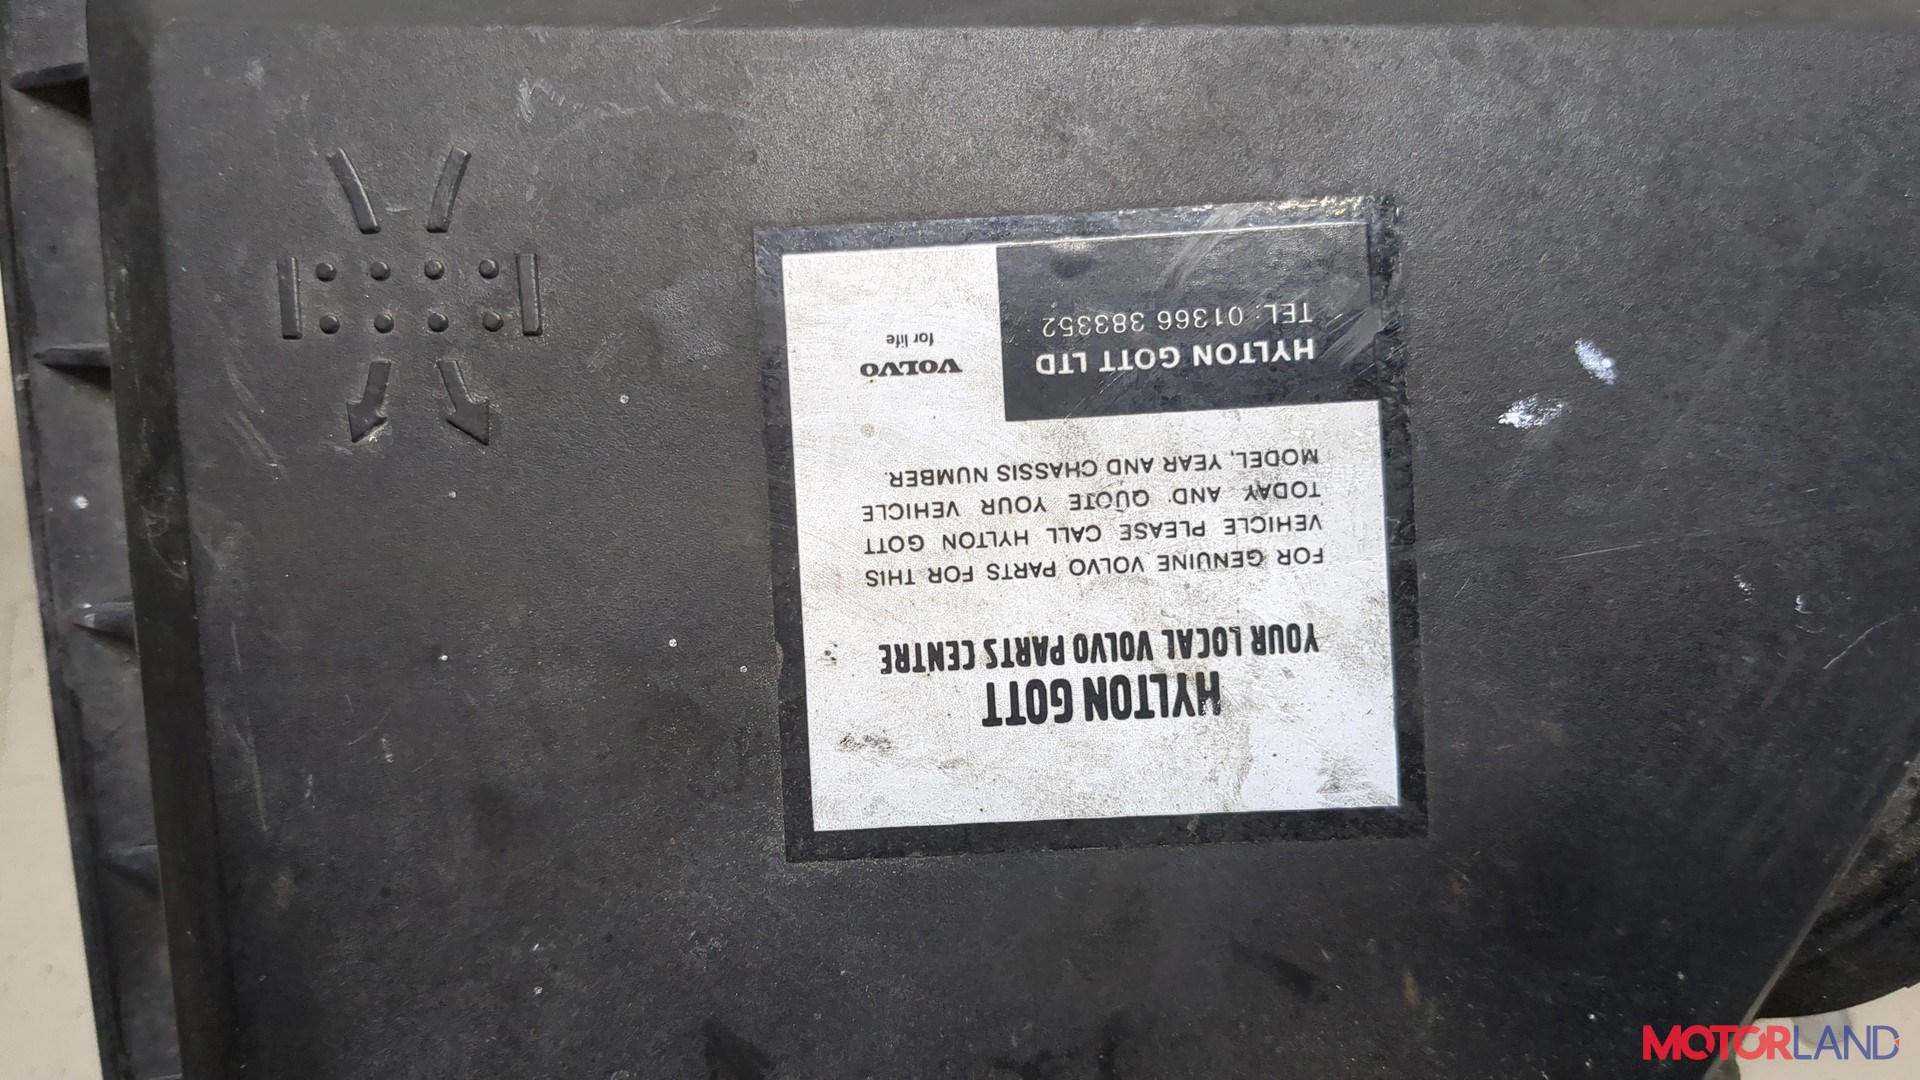 HYLTON GOTT
YOUR LOCAL VOLVO PARTS CENTRE
FOR GENUINE VOLVO PARTS FOR THIS
VEHICLE PLEASE CALL HYLTON GOTT
TODAY AND QUOTE YOUR VEHICLE
MODEL, YEAR AND CHASSIS NUMBER.
HYLTON GOTT LTD
TEL: 01366 383352
VOLVO
for life
MOTORLAND